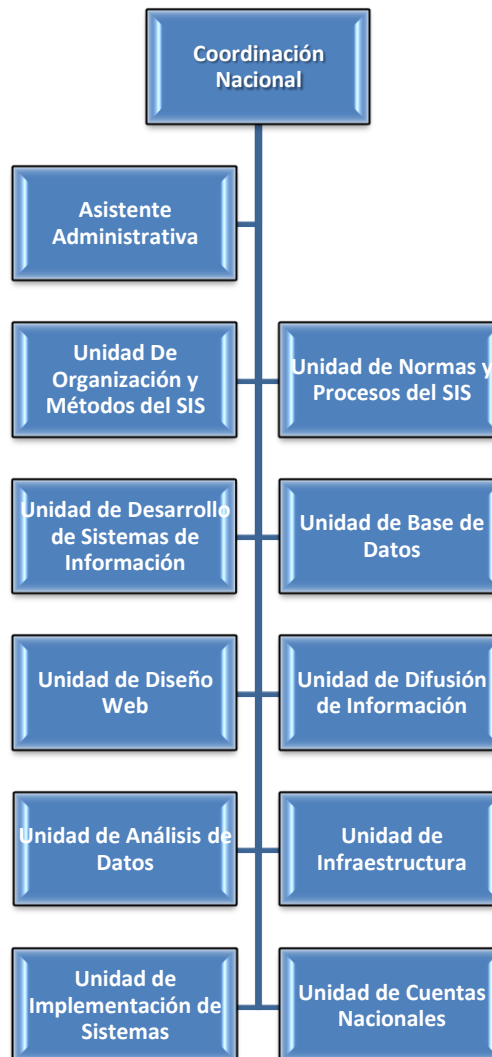 Coordinación
Nacional
Asistente
Administrativa
Unidad De
Organización y
Métodos del SIS
Unidad de Normas y
Procesos del SIS
Unidad de Desarrollo
de Sistemas de
Información
Unidad de Base de
Datos
Unidad de Diseño
Web
Unidad de Difusión
de Información
Unidad de Análisis de
Datos
Unidad de
Infraestructura
Unidad de
Implementación de
Sistemas
Unidad de Cuentas
Nacionales